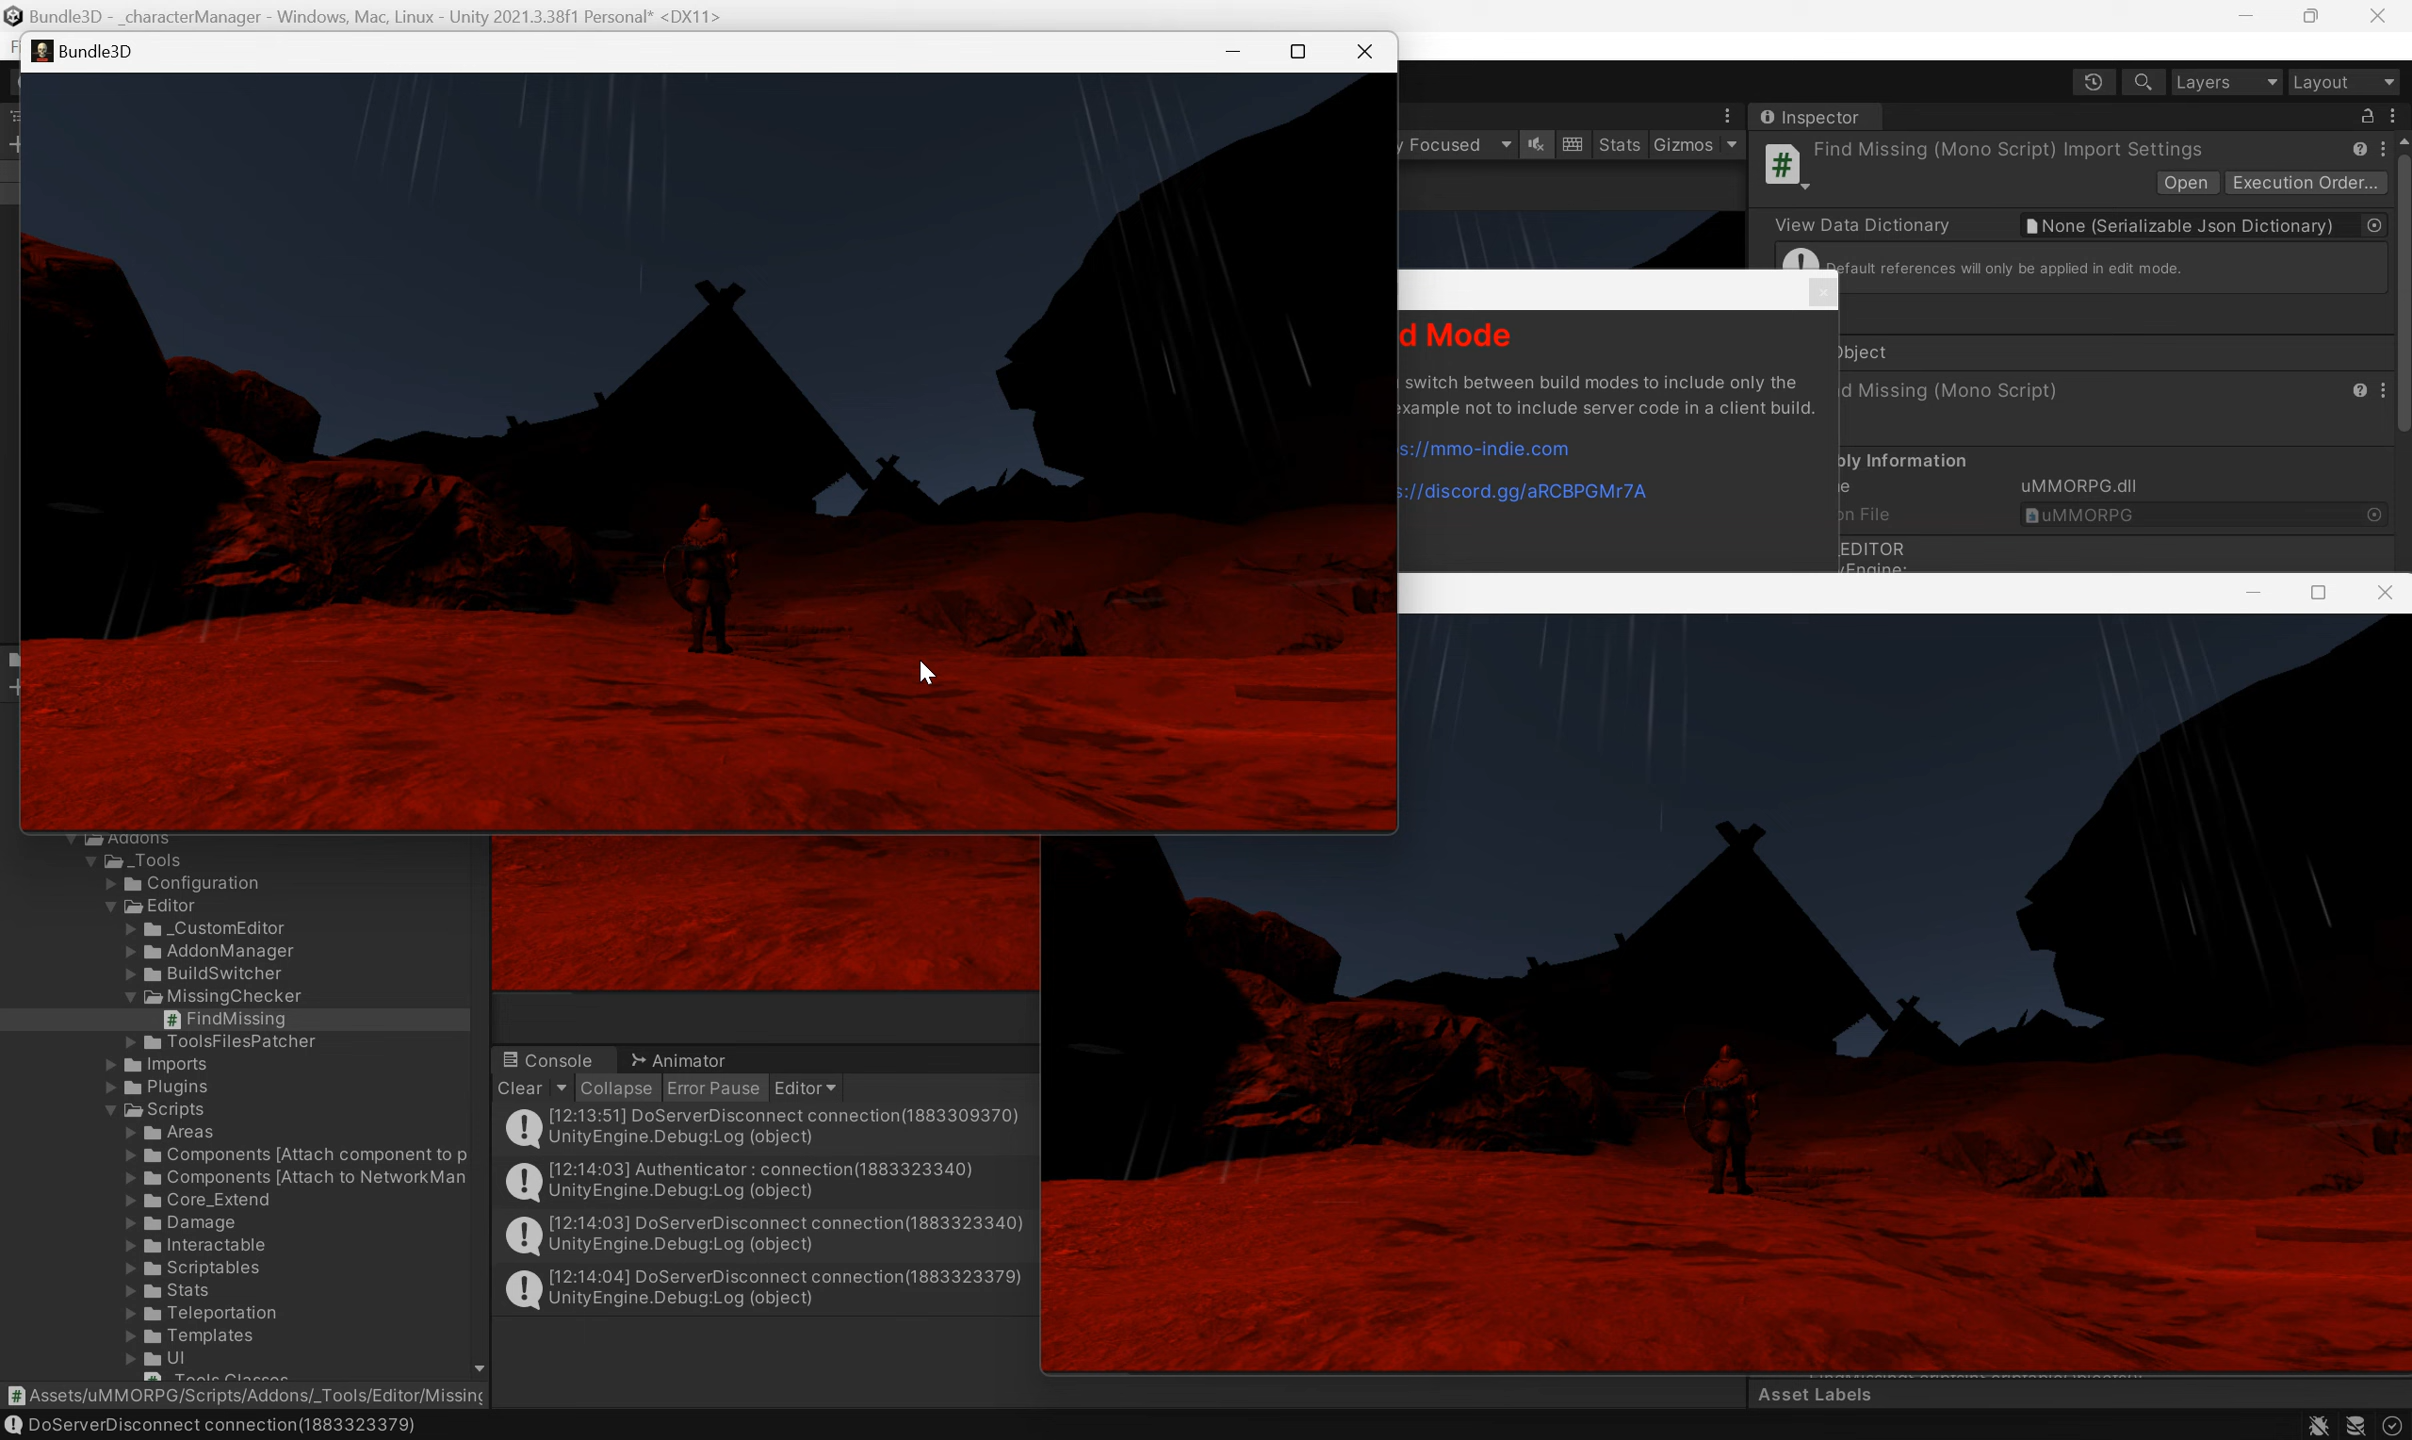 Bundle3D - _characterManager - Windows, Mac, Linux - Unity 2021.3.38f1 Personal* <DX11>
Bundle3D
Layers
Layout
Inspector
Focused
Stats
Gizmos
Find Missing (Mono Script) Import Settings
Open
Execution Order...
View Data Dictionary
None (Serializable Json Dictionary)
Default references will only be applied in edit mode.
d Mode
Object
switch between build modes to include only the
example not to include server code in a client build.
d Missing (Mono Script)
s://mmo-indie.com
s://discord.gg/aRCBPGMr7A
bly Information
uMMORPG.dll
on File
uMMORPG
EDITOR
yEngine:
Addons
_Tools
Configuration
Editor
_CustomEditor
AddonManager
BuildSwitcher
MissingChecker
FindMissing
ToolsFilesPatcher
Imports
Plugins
Scripts
Areas
Components [Attach component to p
Components [Attach to NetworkMan
Core_Extend
Damage
Interactable
Scriptables
Stats
Teleportation
Templates
UI
Assets/uMMORPG/Scripts/Addons/_Tools/Editor/Missing
Console
Animator
Clear
Collapse
Error Pause
Editor
[12:13:51] DoServerDisconnect connection(1883309370)
UnityEngine.Debug:Log (object)
[12:14:03] Authenticator : connection(1883323340)
UnityEngine.Debug:Log (object)
[12:14:03] DoServerDisconnect connection(1883323340)
UnityEngine.Debug:Log (object)
[12:14:04] DoServerDisconnect connection(1883323379)
UnityEngine.Debug:Log (object)
Asset Labels
DoServerDisconnect connection(1883323379)